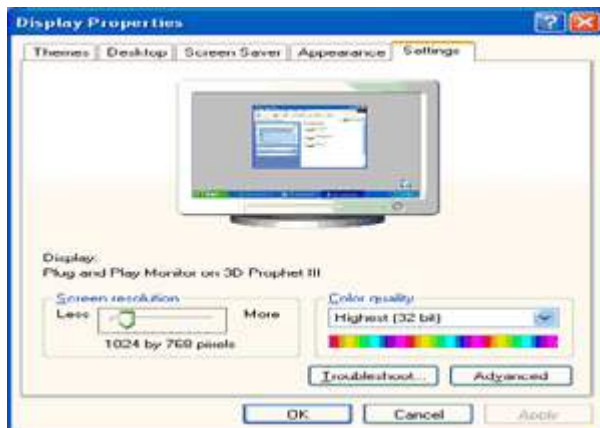 Display Properties
Themes Desktop Screen Saver Appearance Settings
Display:
Plug and Play Monitor on 3D Prophet III
Screen resolution
Less More
1024 by 768 pixels
Color quality
Highest (32 bit)
Troubleshoot... Advanced
OK Cancel Apply